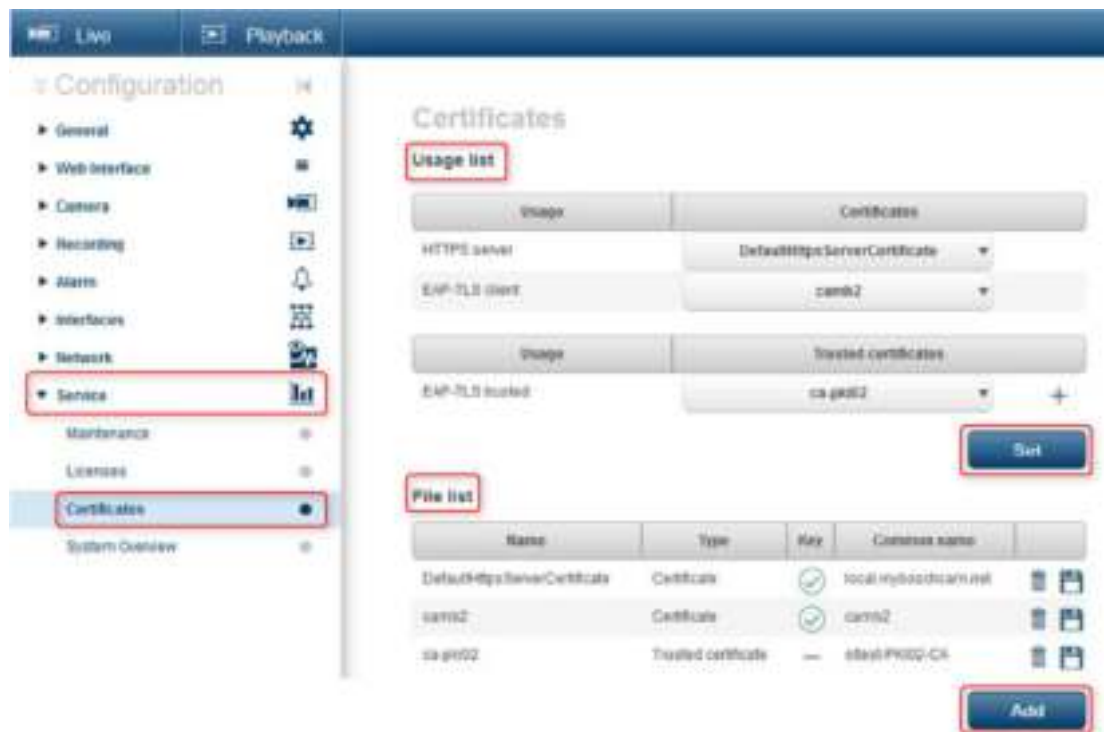 Live Playback
Configuration
General
Web Interface
Camera
Recording
Alarm
Interfaces
Network
Service
Maintenance
Licenses
Certificates
System Overview
Certificates
Usage list
Usage Certificates
HTTPS server DefaultHttpsServerCertificate
EAP-TLS client
Usage Trusted certificates
EAP-TLS trusted
Set
File list
Name Type Key Common name
DefaultHttpsServerCertificate Certificate
Certificate
Trusted certificate
Add